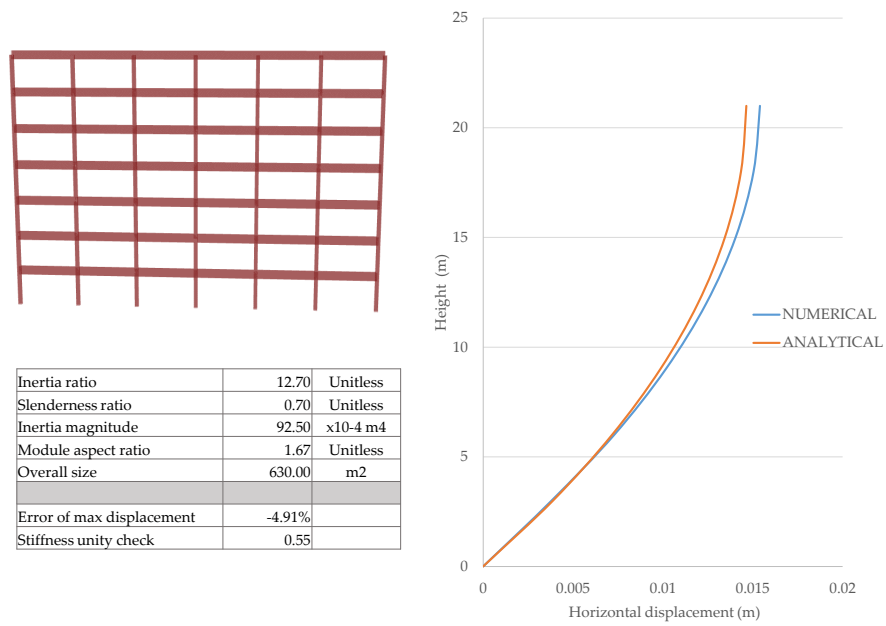 Inertia ratio 12.70 Unitless
Slenderness ratio 0.70 Unitless
Inertia magnitude 92.50 x10-4 m4
Module aspect ratio 1.67 Unitless
Overall size 630.00 m2
Error of max displacement -4.91%
Stiffness unity check 0.55
25
20
15
10
5
0
Height (m)
0 0.005 0.01 0.015 0.02
Horizontal displacement (m)
NUMERICAL
ANALYTICAL